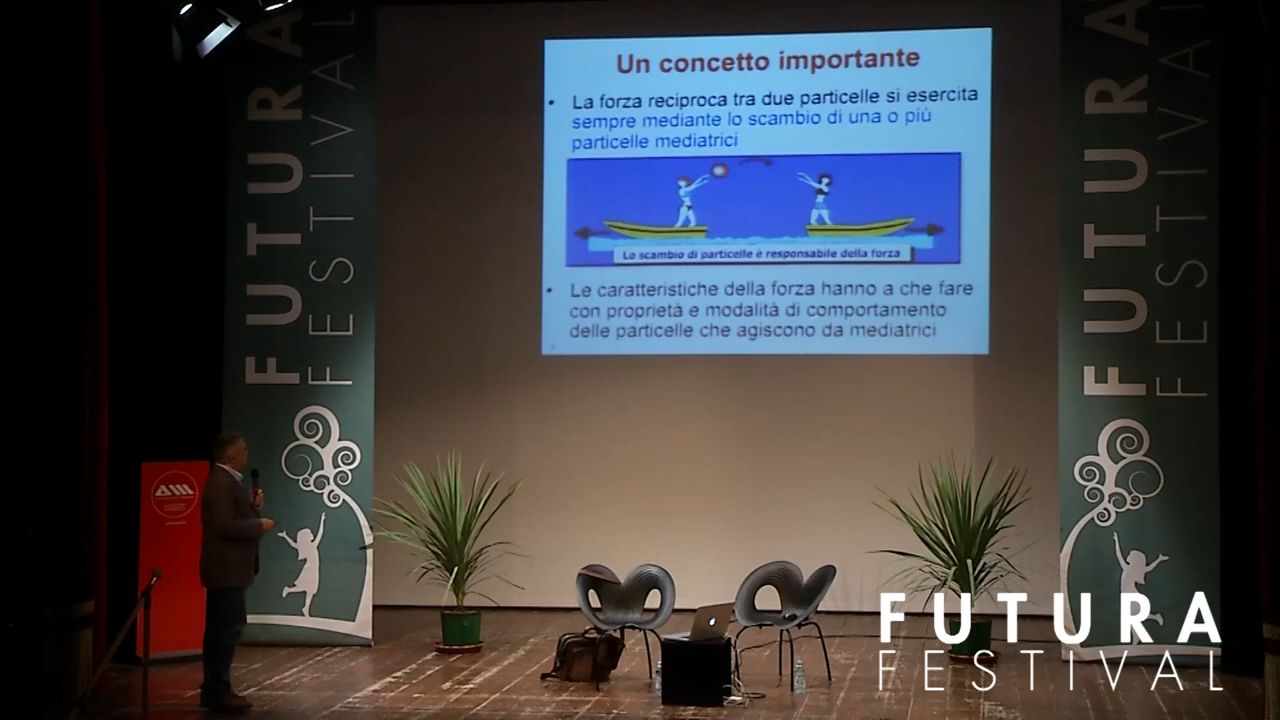 FUTURA
FESTIVAL
Un concetto importante
• La forza reciproca tra due particelle si esercita
sempre mediante lo scambio di una o più
particelle mediatrici
Lo scambio di particelle è responsabile della forza
• Le caratteristiche della forza hanno a che fare
con proprietà e modalità di comportamento
delle particelle che agiscono da mediatrici
FUTURA
FESTIVAL
FUTURA
FESTIVAL